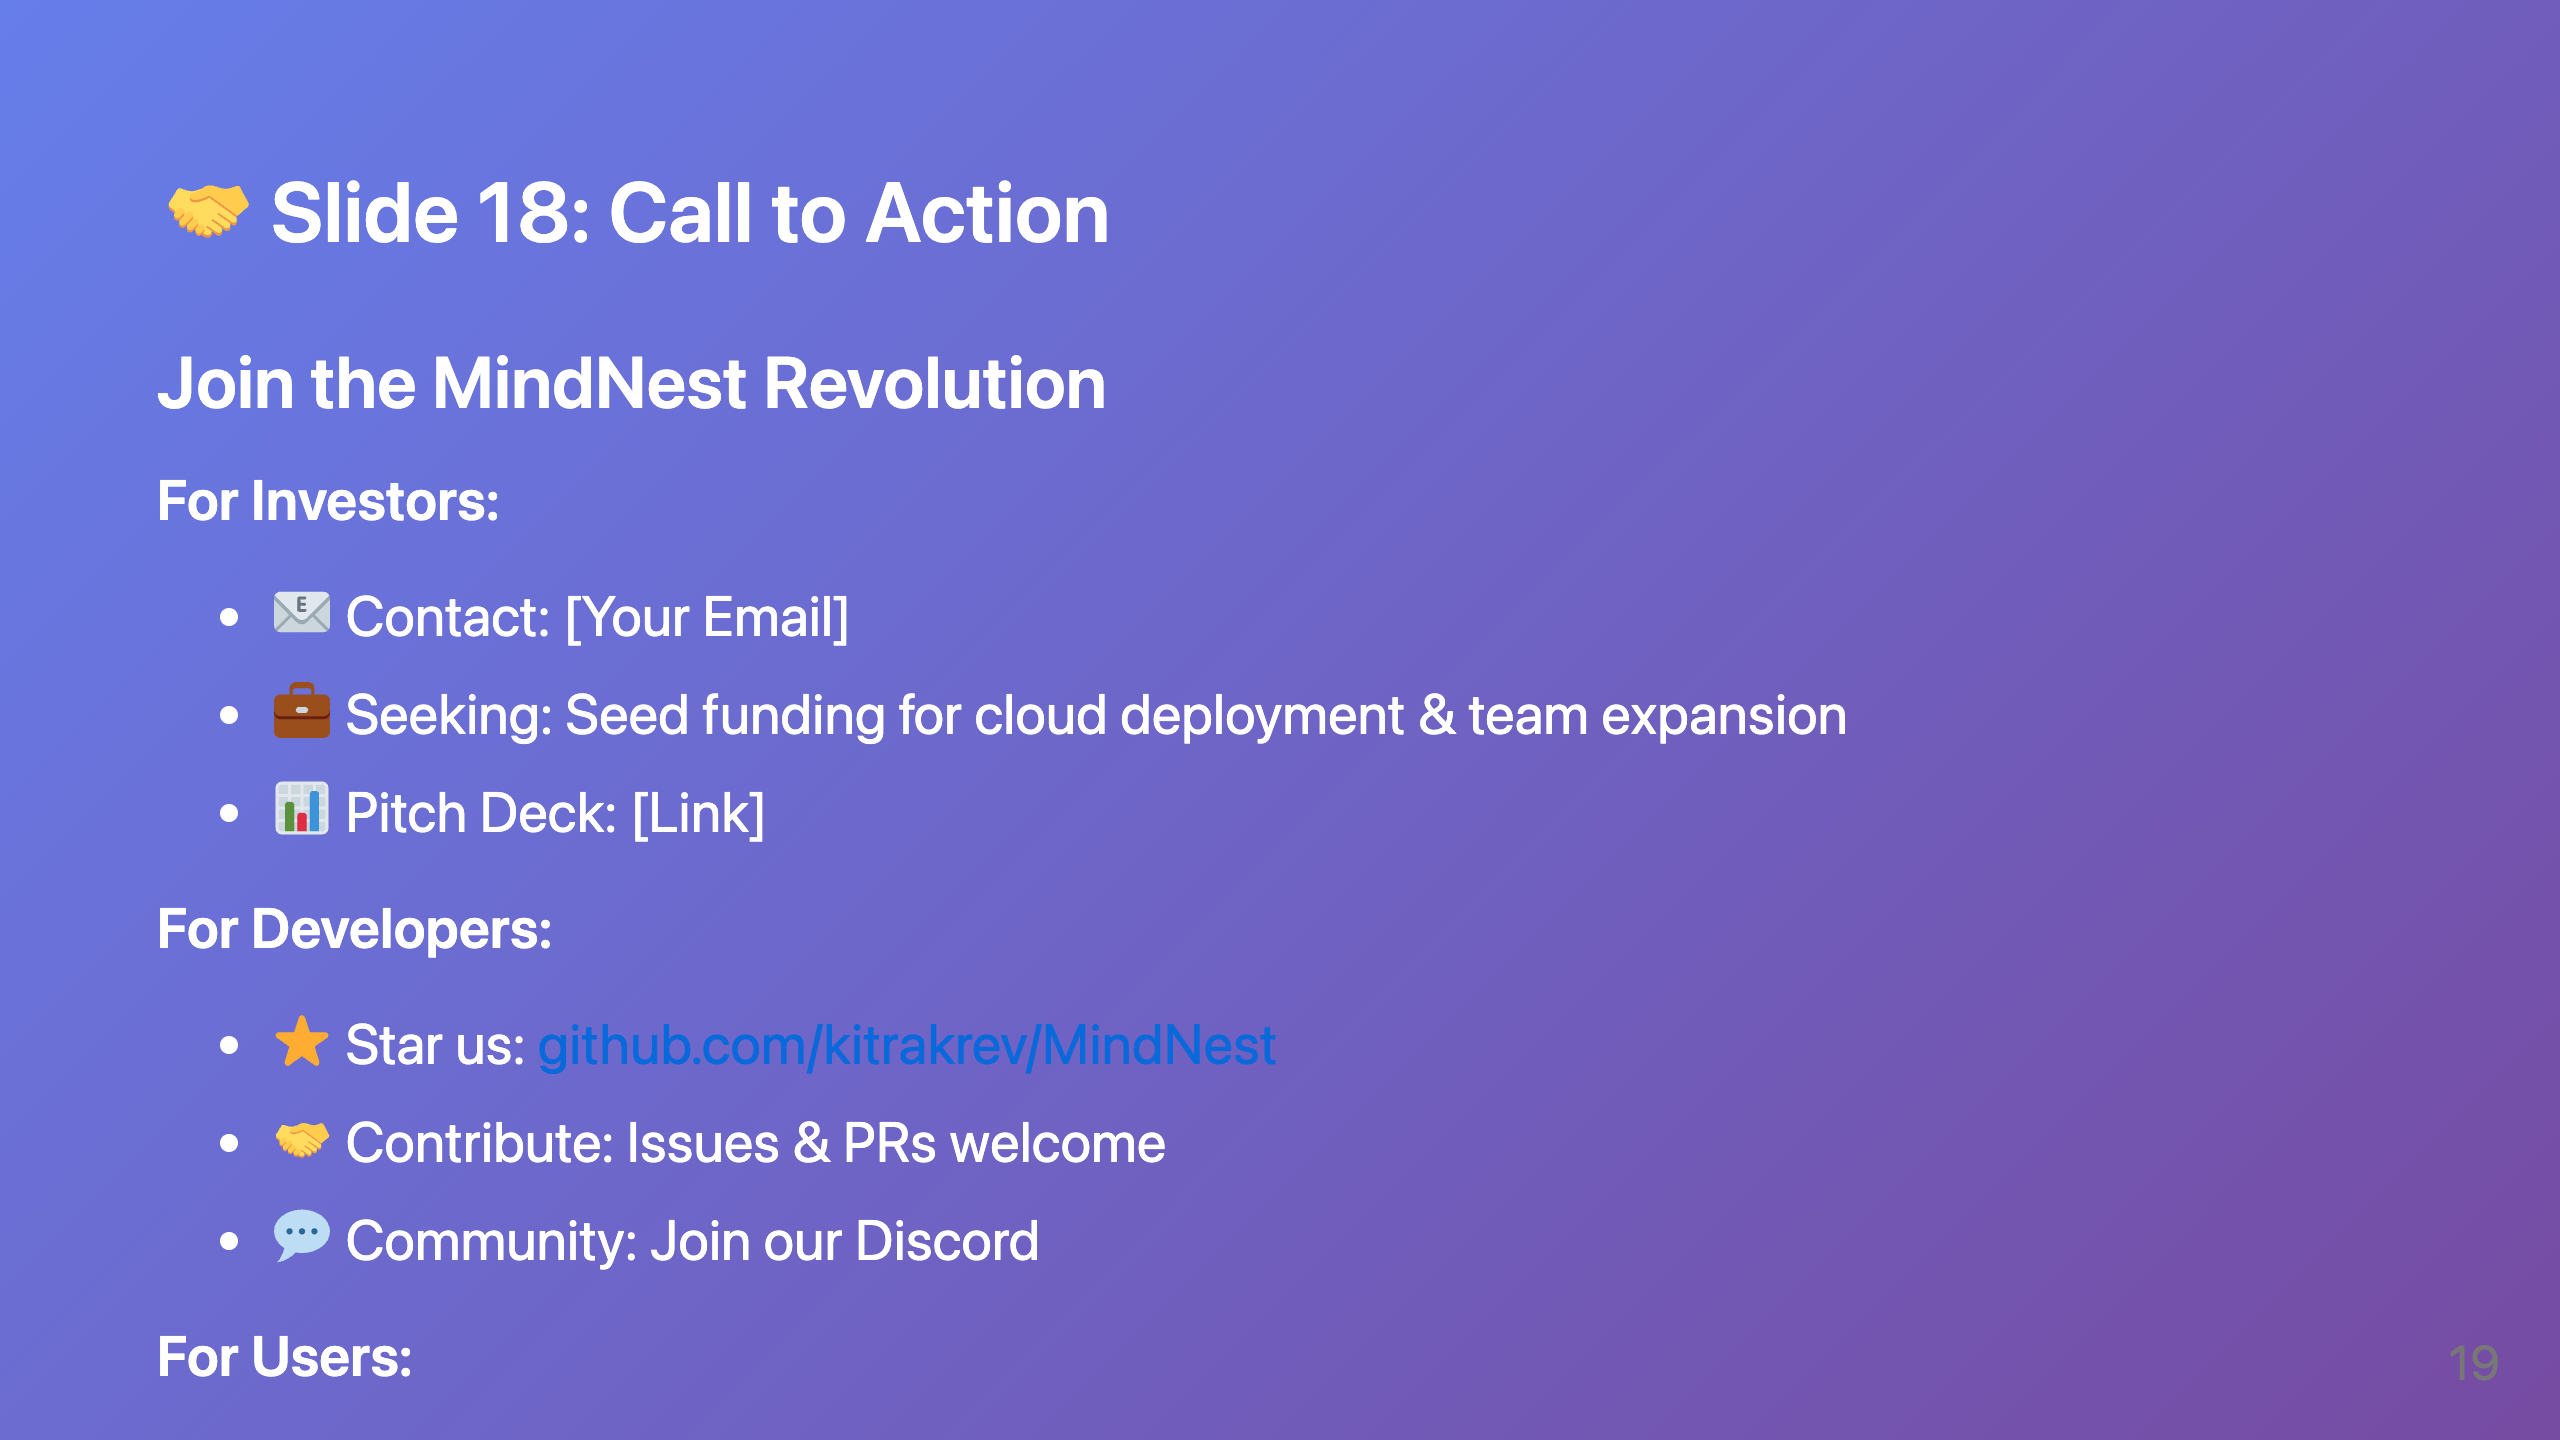 🤝 Slide 18: Call to Action
Join the MindNest Revolution
For Investors:
• 📧 Contact: [Your Email]
• 💼 Seeking: Seed funding for cloud deployment & team expansion
• 📊 Pitch Deck: [Link]
For Developers:
• ⭐ Star us: github.com/kitrakrev/MindNest
• 🤝 Contribute: Issues & PRs welcome
• 💬 Community: Join our Discord
For Users:
19